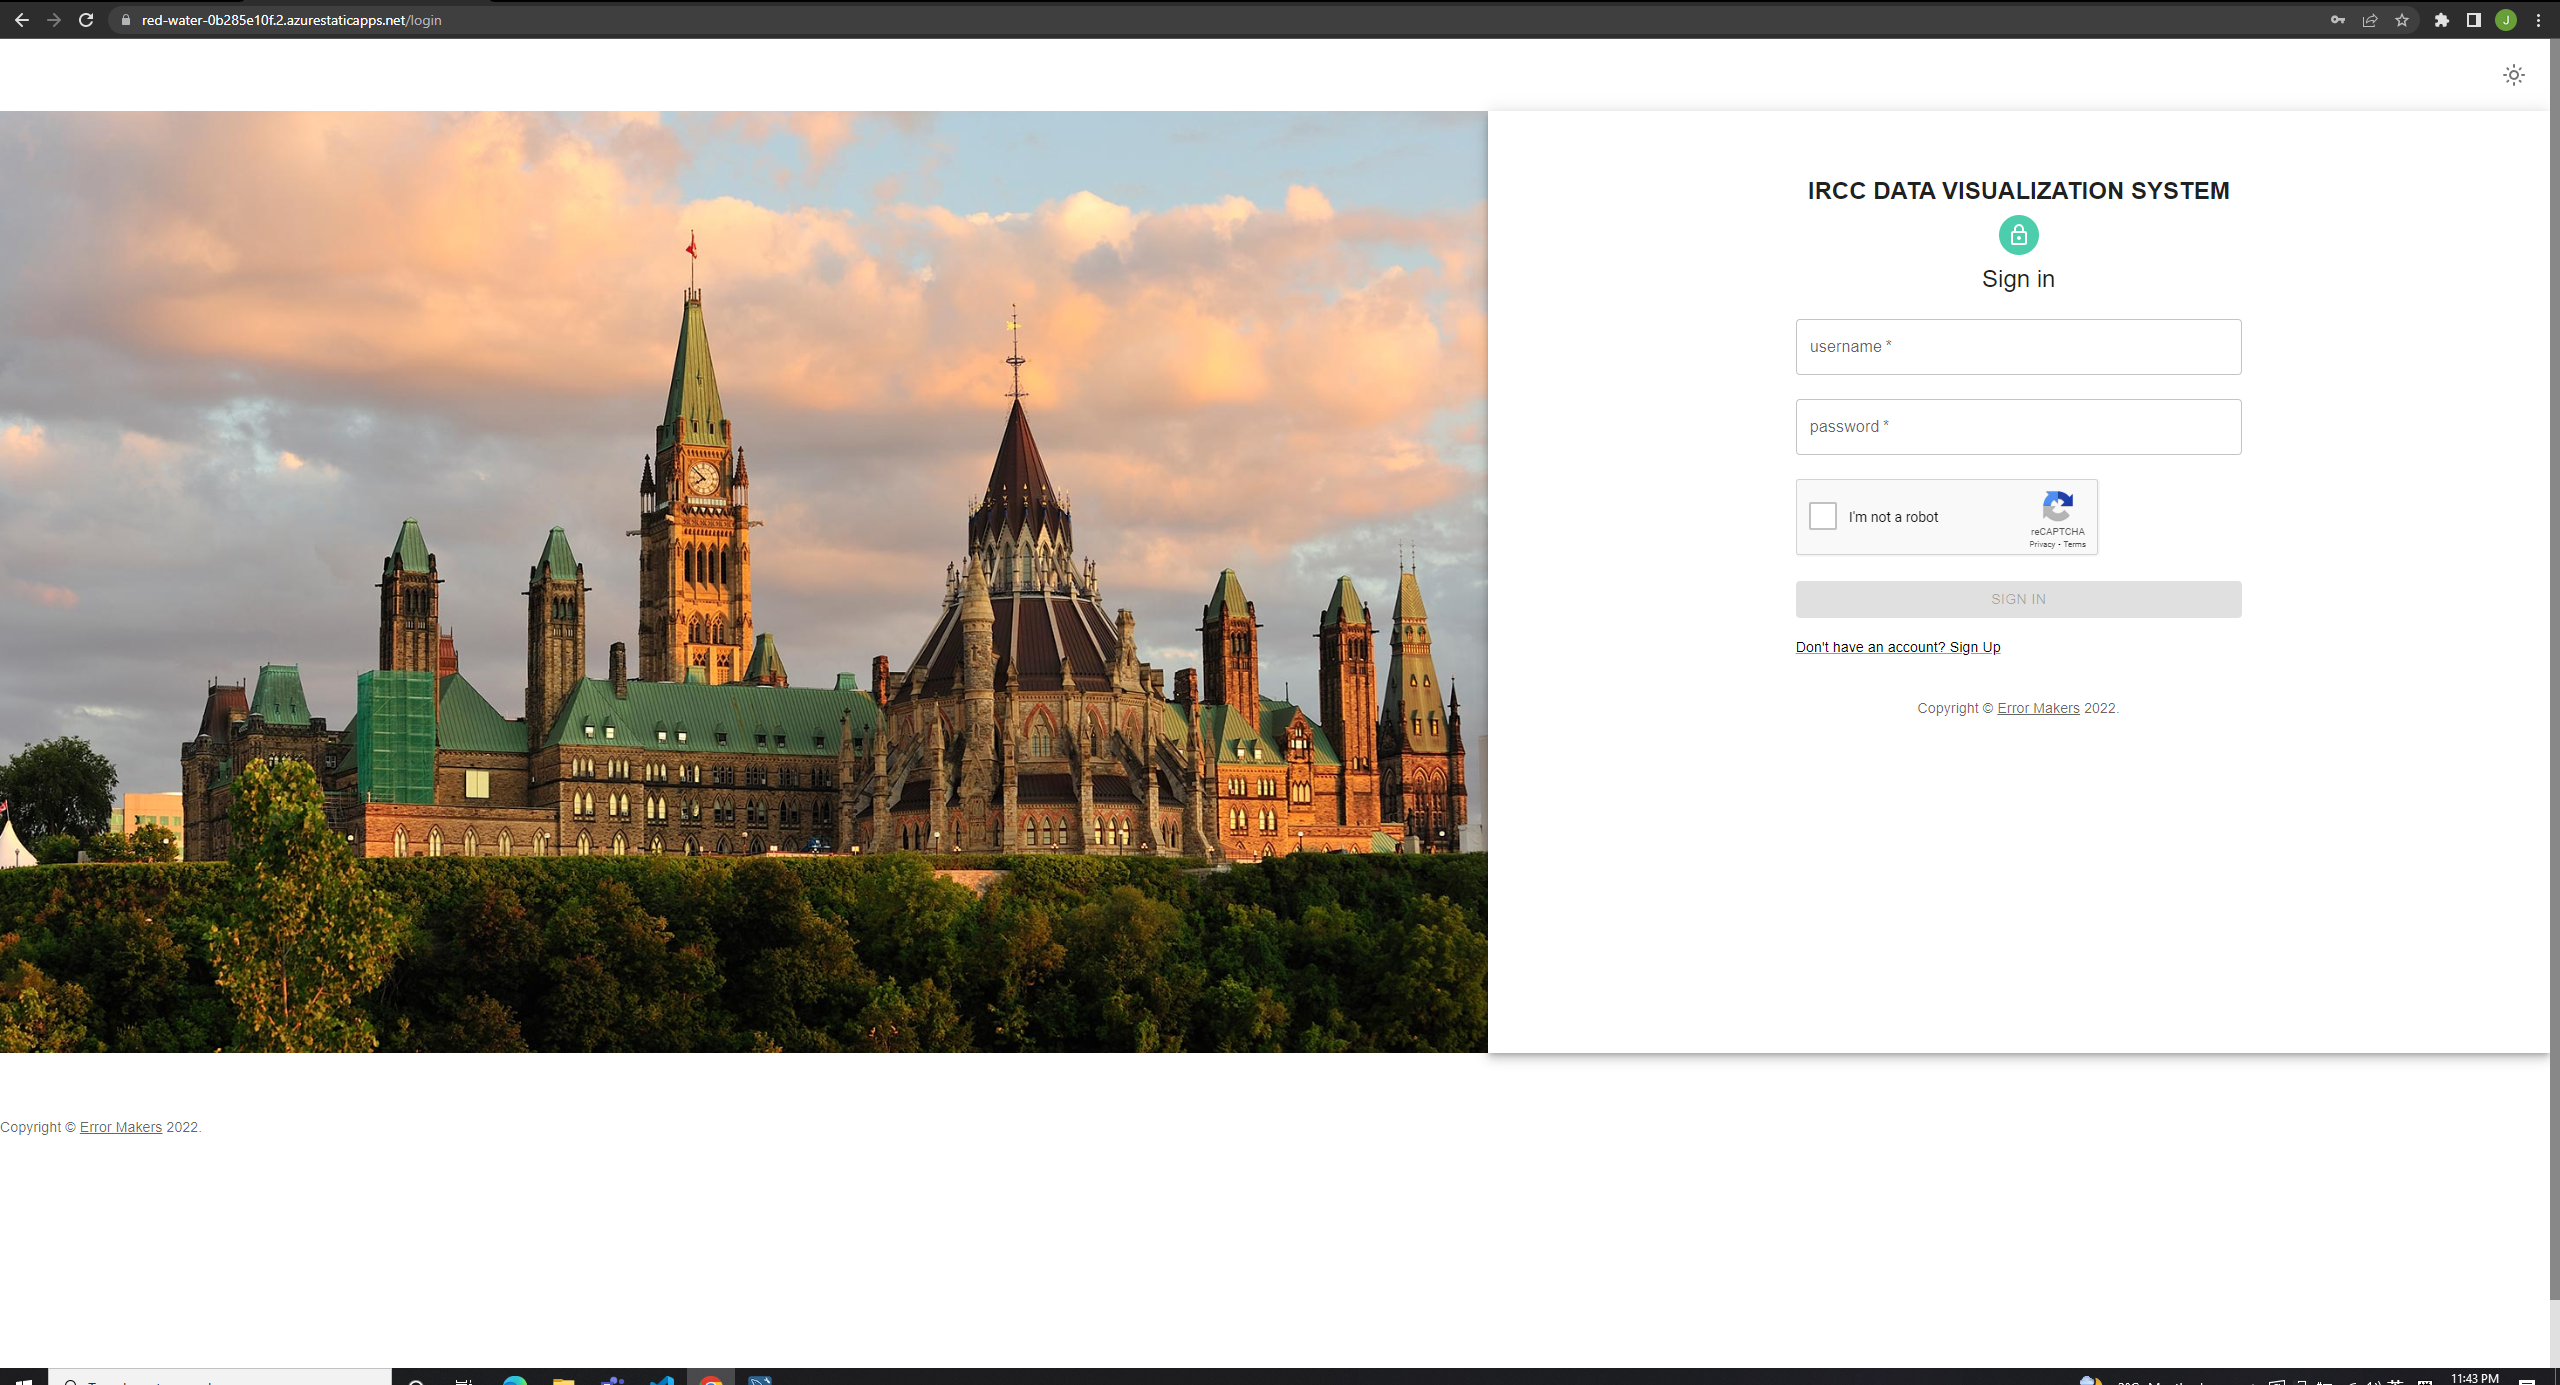 red-water-0b285e10f.2.azurestaticapps.net/login
J
IRCC DATA VISUALIZATION SYSTEM
Sign in
username *
password *
I'm not a robot
reCAPTCHA
Privacy - Terms
SIGN IN
Don't have an account? Sign Up
Copyright © Error Makers 2022.
Copyright © Error Makers 2022.
11:43 PM